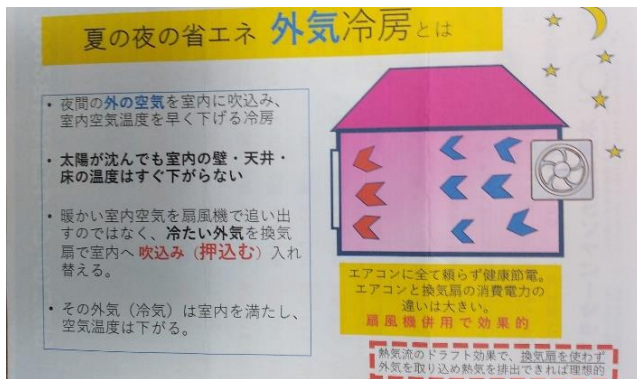 夏の夜の省エネ 外気冷房とは
・夜間の外の空気を室内に吹込み、
室内空気温度を早く下げる冷房
・太陽が沈んでも室内の壁・天井・
床の温度はすぐ下がらない
・暖かい室内空気を扇風機で追い出
すのではなく、冷たい外気を換気
扇で室内へ 吹込み（押込む）入れ
替える。
・その外気（冷気）は室内を満たし、
空気温度は下がる。
エアコンに全て頼らず健康節電。
エアコンと換気扇の消費電力の
違いは大きい。
扇風機併用で効果的
熱気流のドラフト効果で、換気扇を使わず
外気を取り込め熱気を排出できれば理想的